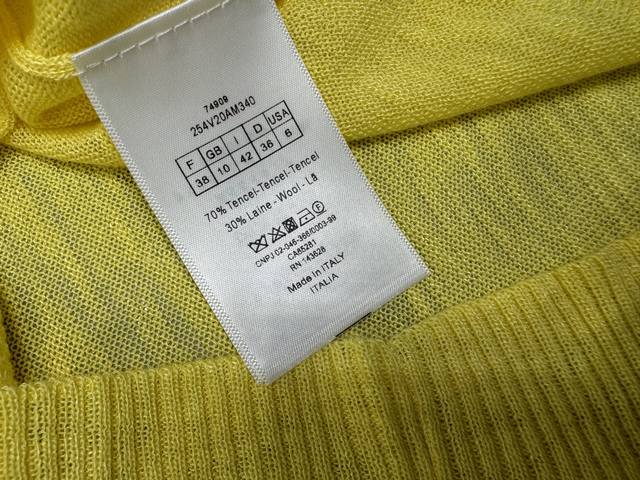 74909
254V20AM340
F GB I D USA
38 10 42 36 6
70% Tencel-Tencel-Tencel
30% Laine - Wool - Lã
CNPJ 02-046-366/0003-99
CA65281
RN 143528
Made in ITALY
ITALIA